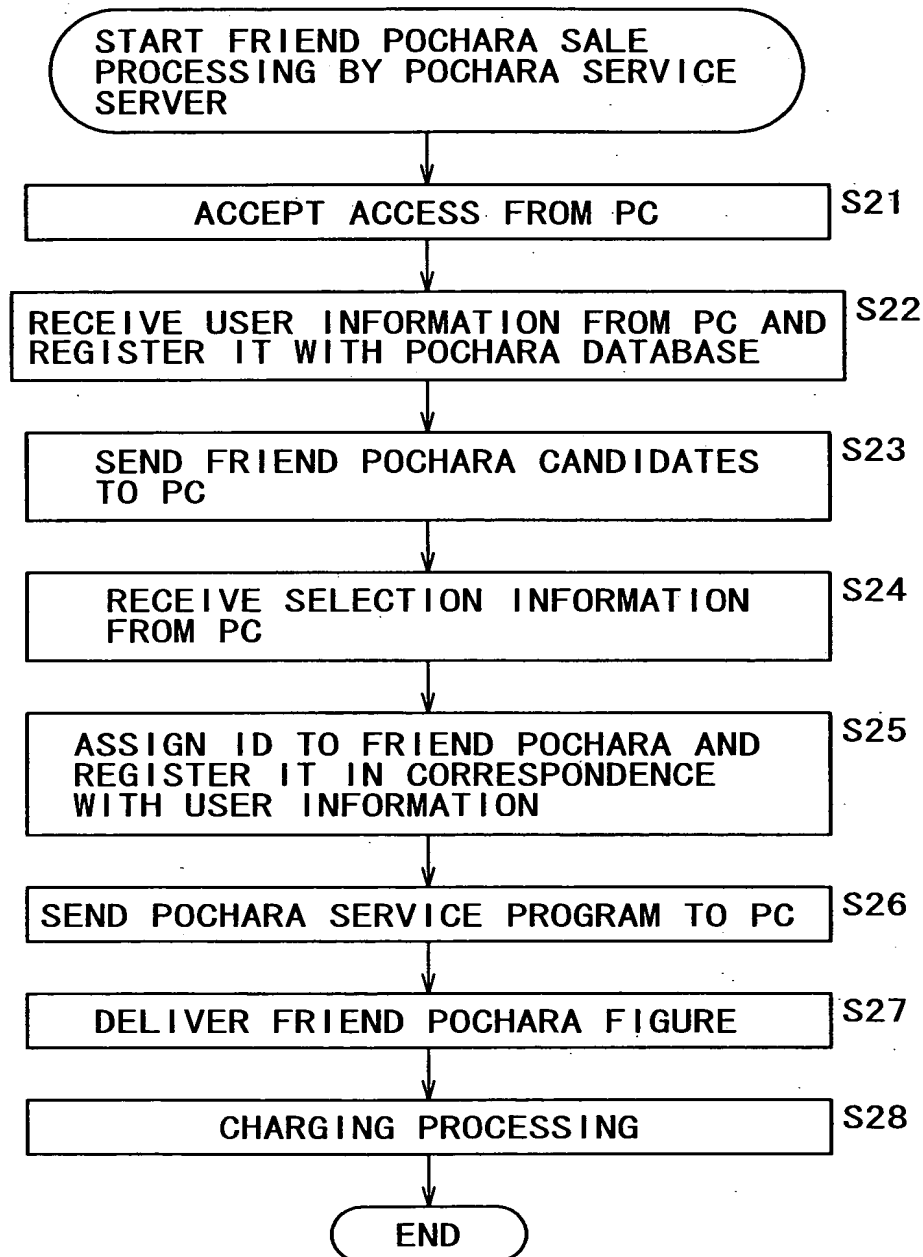 START FRIEND POCHARA SALE
PROCESSING BY POCHARA SERVICE
SERVER
ACCEPT ACCESS FROM PC
S21
RECEIVE USER INFORMATION FROM PC AND
REGISTER IT WITH POCHARA DATABASE
S22
SEND FRIEND POCHARA CANDIDATES
TO PC
S23
RECEIVE SELECTION INFORMATION
FROM PC
S24
ASSIGN ID TO FRIEND POCHARA AND
REGISTER IT IN CORRESPONDENCE
WITH USER INFORMATION
S25
SEND POCHARA SERVICE PROGRAM TO PC
S26
DELIVER FRIEND POCHARA FIGURE
S27
CHARGING PROCESSING
S28
END